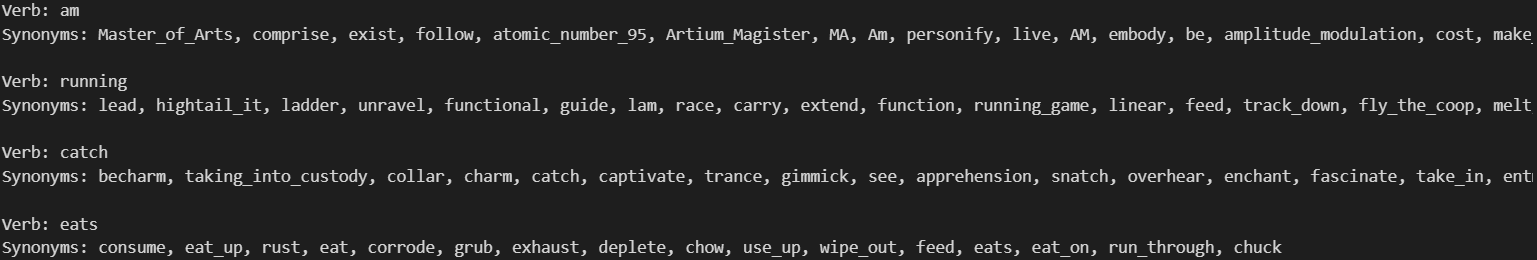 Verb: am
Synonyms: Master_of_Arts, comprise, exist, follow, atomic_number_95, Artium_Magister, MA, Am, personify, live, AM, embody, be, amplitude_modulation, cost, make_
Verb: running
Synonyms: lead, hightail_it, ladder, unravel, functional, guide, lam, race, carry, extend, function, running_game, linear, feed, track_down, fly_the_coop, melt
Verb: catch
Synonyms: becharm, taking_into_custody, collar, charm, catch, captivate, trance, gimmick, see, apprehension, snatch, overhear, enchant, fascinate, take_in,
Verb: eats
Synonyms: consume, eat_up, rust, eat, corrode, grub, exhaust, deplete, chow, use_up, wipe_out, feed, eats, eat_on, run_through, chuck